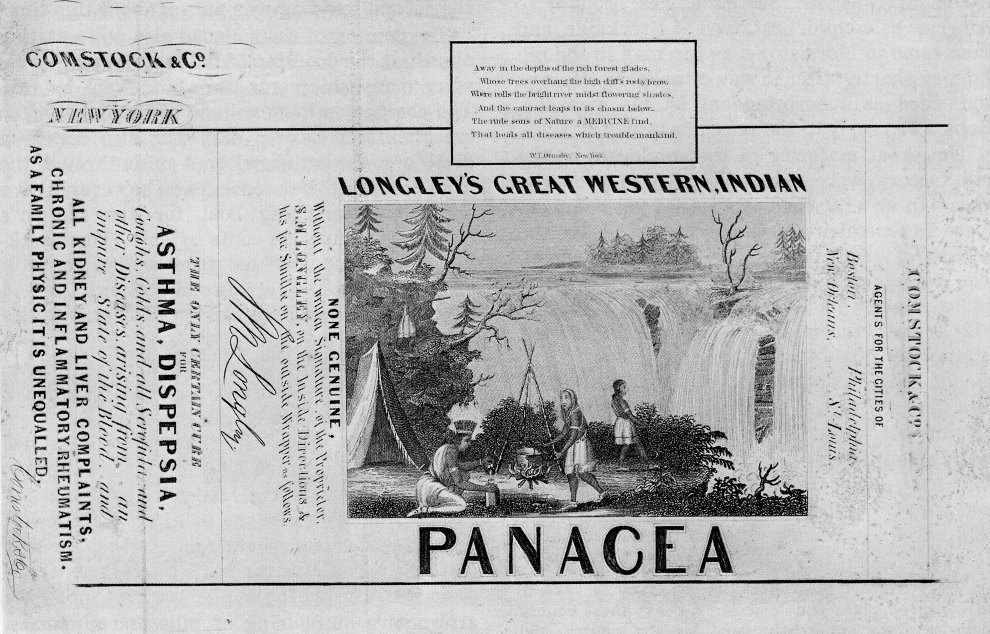 COMSTOCK & Co.
NEW YORK
Away in the depths of the rich forest glades,
Whose trees overhang the high cliff's rocky brow,
Where rolls the bright river midst flowering shades,
And the cataract leaps to its chasm below.
The rude sons of Nature a MEDICINE find,
That heals all diseases which trouble mankind.
W.L. Ormsby, New York.
LONGLEY'S GREAT WESTERN, INDIAN
PANACEA
NONE GENUINE,
Without the written Signature, of the Proprietor,
S.M. LONGLEY, on the Inside Directions &
his fac Similie on the outside Wrapper as follows.
S M Longley,
THE ONLY CERTAIN CURE
FOR
ASTHMA, DISPEPSIA,
Coughs, Colds, and all Scrofula and
other Diseases, arising from, an
impure State of the Blood, and
ALL KIDNEY AND LIVER COMPLAINTS,
CHRONIC AND INFLAMMATORY RHEUMATISM.
AS A FAMILY PHYSIC IT IS UNEQUALLED.
COMSTOCK & Co.
AGENTS FOR THE CITIES OF
Boston, Philadelphia
New Orleans, St Louis